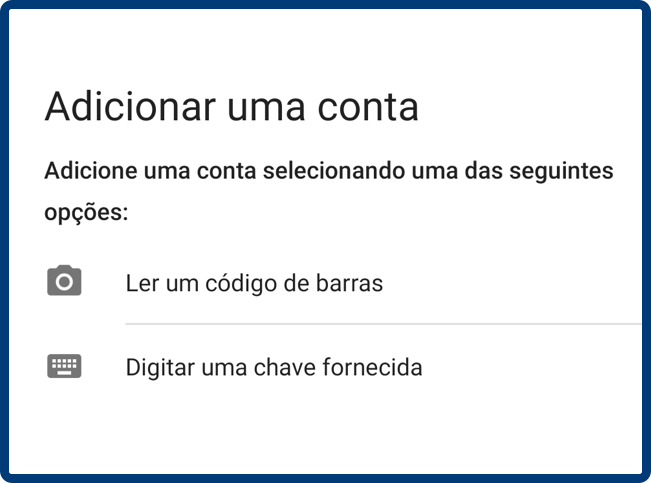 Adicionar uma conta
Adicione uma conta selecionando uma das seguintes
opções:
Ler um código de barras
Digitar uma chave fornecida